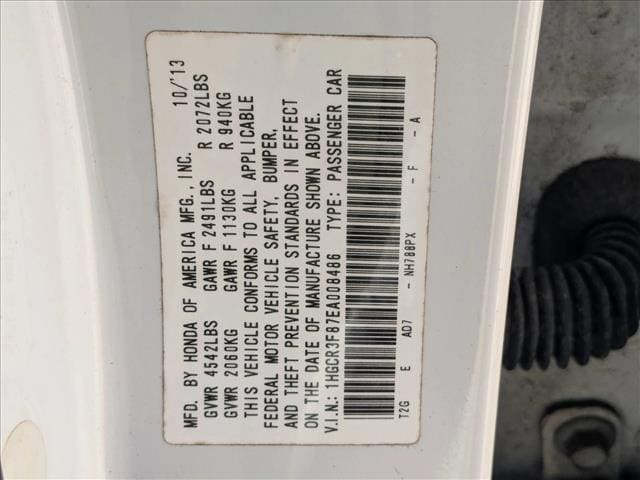 MFD. BY HONDA OF AMERICA MFG., INC. 10/'13
GVWR 4542LBS GAWR F 2491LBS R 2072LBS
GVWR 2060KG GAWR F 1130KG R 940KG
THIS VEHICLE CONFORMS TO ALL APPLICABLE
FEDERAL MOTOR VEHICLE SAFETY, BUMPER,
AND THEFT PREVENTION STANDARDS IN EFFECT
ON THE DATE OF MANUFACTURE SHOWN ABOVE.
V.I.N.: 1HGCR3F87EA008486 TYPE: PASSENGER CAR
T2G E AD7 - NH788PX - F - A